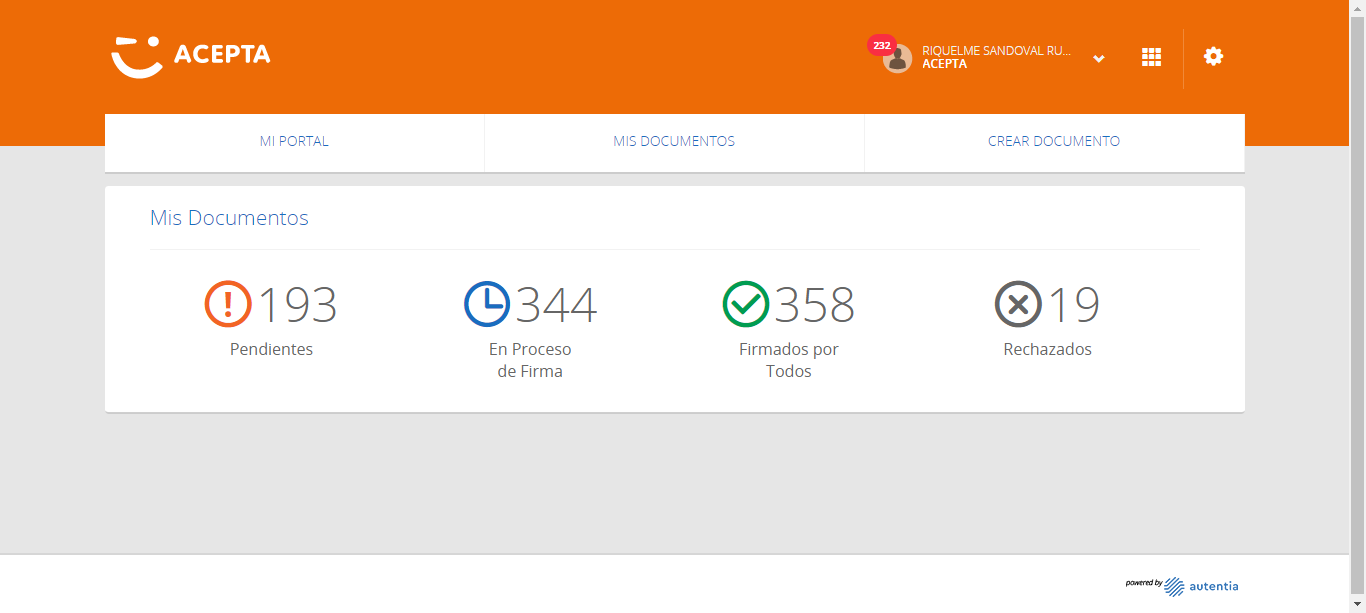 ACEPTA
232
RIQUELME SANDOVAL RU...
ACEPTA
MI PORTAL
MIS DOCUMENTOS
CREAR DOCUMENTO
Mis Documentos
193
Pendientes
344
En Proceso
de Firma
358
Firmados por
Todos
19
Rechazados
powered by autentia